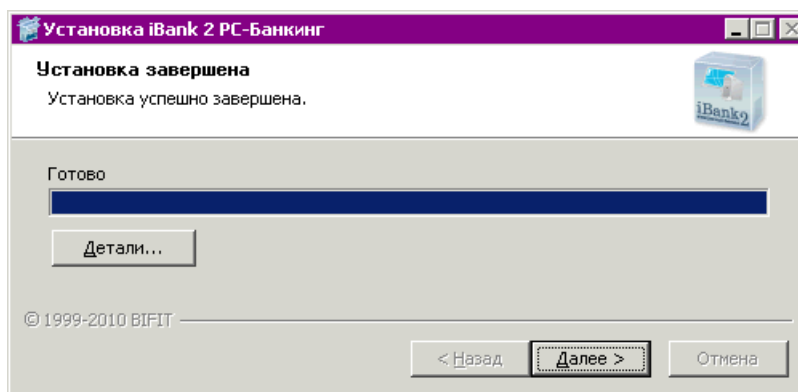 Установка iBank 2 PC-Банкинг
Установка завершена
Установка успешно завершена.
iBank2
Готово
Детали...
© 1999-2010 BIFIT
< Назад
Далее >
Отмена